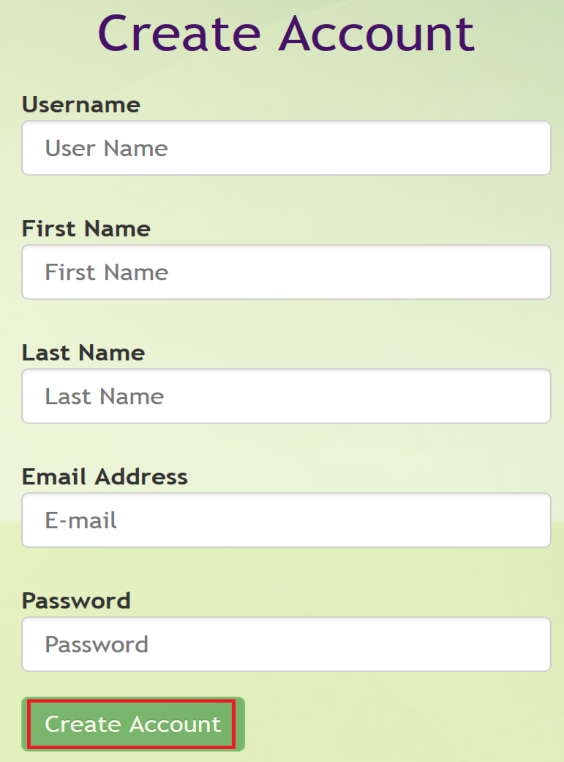 Create Account
Username
User Name
First Name
First Name
Last Name
Last Name
Email Address
E-mail
Password
Password
Create Account